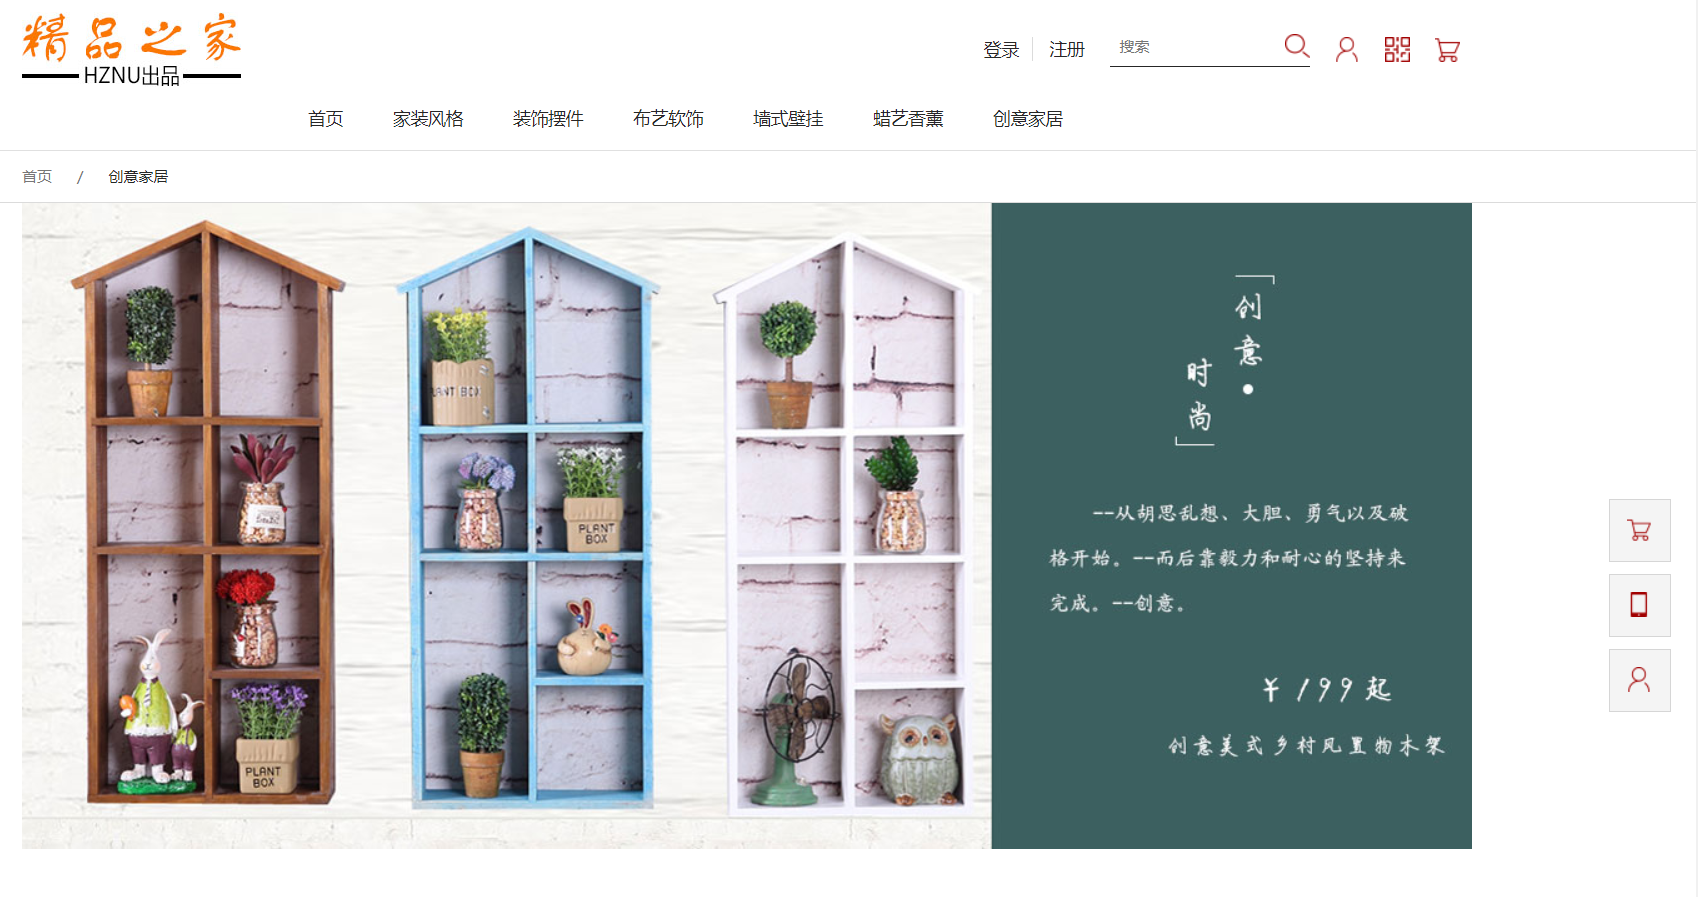 精品之家
HZNU出品
登录 注册 搜索
首页 家装风格 装饰摆件 布艺软饰 墙式壁挂 蜡艺香薰 创意家居
首页 / 创意家居
PLANT BOX
PLANT
BOX
PLANT
BOX
创意·
时尚
--从胡思乱想、大胆、勇气以及破
格开始。--而后靠毅力和耐心的坚持来
完成。--创意。
¥199起
创意美式乡村风置物木架